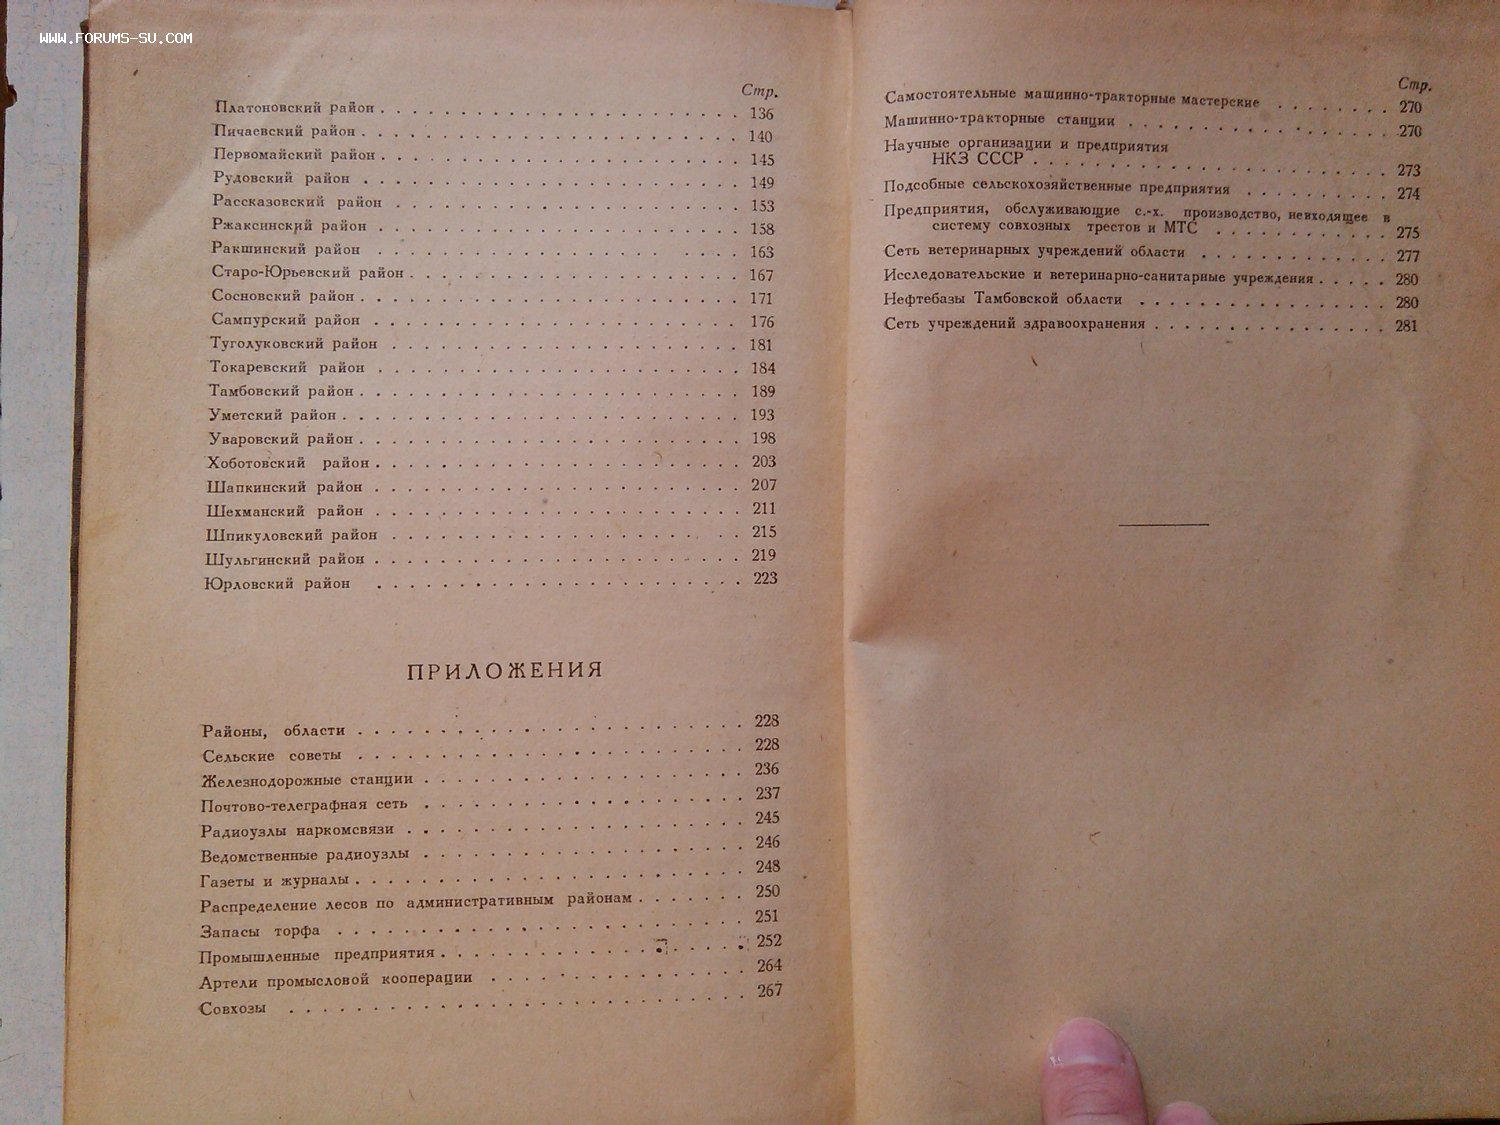 WWW.FORUMS-SU.COM
Стр.
Платоновский район . . . . . . . . . . . . . . . . . . . . . . 136
Пичаевский район . . . . . . . . . . . . . . . . . . . . . . . 140
Первомайский район . . . . . . . . . . . . . . . . . . . . . . 145
Рудовский район . . . . . . . . . . . . . . . . . . . . . . . 149
Рассказовский район . . . . . . . . . . . . . . . . . . . . . 153
Ржаксинский район . . . . . . . . . . . . . . . . . . . . . . 158
Ракшинский район . . . . . . . . . . . . . . . . . . . . . . 163
Старо-Юрьевский район . . . . . . . . . . . . . . . . . . . . 167
Сосновский район . . . . . . . . . . . . . . . . . . . . . . . 171
Сампурский район . . . . . . . . . . . . . . . . . . . . . . 176
Туголуковский район . . . . . . . . . . . . . . . . . . . . . 181
Токаревский район . . . . . . . . . . . . . . . . . . . . . . 184
Тамбовский район . . . . . . . . . . . . . . . . . . . . . . . 189
Уметский район . . . . . . . . . . . . . . . . . . . . . . . . 193
Уваровский район . . . . . . . . . . . . . . . . . . . . . . . 198
Хоботовский район . . . . . . . . . . . . . . . . . . . . . . 203
Шапкинский район . . . . . . . . . . . . . . . . . . . . . . 207
Шехманский район . . . . . . . . . . . . . . . . . . . . . . 211
Шпикуловский район . . . . . . . . . . . . . . . . . . . . . 215
Шульгинский район . . . . . . . . . . . . . . . . . . . . . . 219
Юрловский район . . . . . . . . . . . . . . . . . . . . . . 223
ПРИЛОЖЕНИЯ
Районы, области . . . . . . . . . . . . . . . . . . . . . . . 228
Сельские советы . . . . . . . . . . . . . . . . . . . . . . . 228
Железнодорожные станции . . . . . . . . . . . . . . . . . . . 236
Почтово-телеграфная сеть . . . . . . . . . . . . . . . . . . . 237
Радиоузлы наркомсвязи . . . . . . . . . . . . . . . . . . . . 245
Ведомственные радиоузлы . . . . . . . . . . . . . . . . . . . 246
Газеты и журналы . . . . . . . . . . . . . . . . . . . . . . . 248
Распределение лесов по административным районам . . . . . . . 250
Запасы торфа . . . . . . . . . . . . . . . . . . . . . . . . 251
Промышленные предприятия . . . . . . . . . . . . . . . . . . 252
Артели промысловой кооперации . . . . . . . . . . . . . . . . 264
Совхозы . . . . . . . . . . . . . . . . . . . . . . . . . . . 267
Стр.
Самостоятельные машинно-тракторные мастерские . . . . . . . 270
Машинно-тракторные станции . . . . . . . . . . . . . . . . 270
Научные организации и предприятия
НКЗ СССР . . . . . . . . . . . . . . . . . . . . . . 273
Подсобные сельскохозяйственные предприятия . . . . . . . . . 274
Предприятия, обслуживающие с.-х. производство, невходящее в
систему совхозных трестов и МТС . . . . . . . . . . . 275
Сеть ветеринарных учреждений области . . . . . . . . . . . . 277
Исследовательские и ветеринарно-санитарные учреждения . . . . . 280
Нефтебазы Тамбовской области . . . . . . . . . . . . . . . 280
Сеть учреждений здравоохранения . . . . . . . . . . . . . . . 281